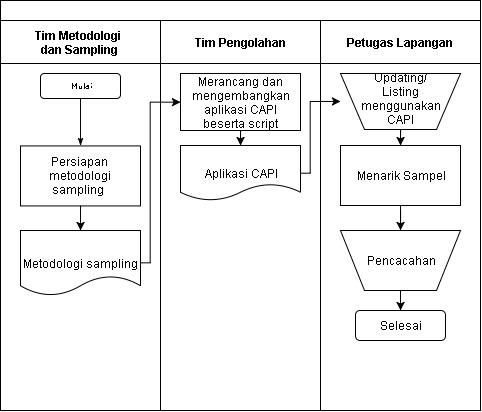 Tim Metodologi
dan Sampling
Tim Pengolahan
Petugas Lapangan
Mulai
Persiapan
metodologi
sampling
Metodologi sampling
Merancang dan
mengembangkan
aplikasi CAPI
beserta script
Aplikasi CAPI
Updating/
Listing
menggunakan
CAPI
Menarik Sampel
Pencacahan
Selesai